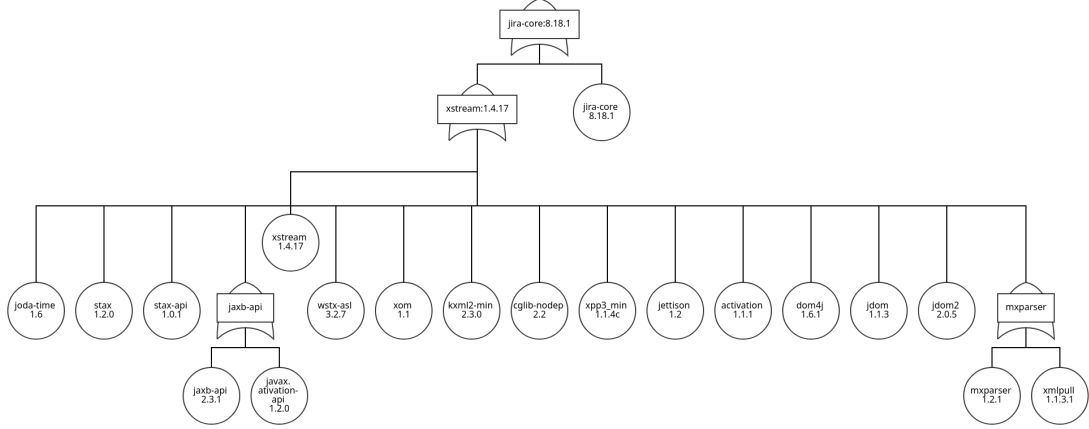 jira-core:8.18.1
xstream:1.4.17
jira-core
8.18.1
xstream
1.4.17
joda-time
1.6
stax
1.2.0
stax-api
1.0.1
jaxb-api
wstx-asl
3.2.7
xom
1.1
kxml2-min
2.3.0
cglib-nodep
2.2
xpp3_min
1.1.4c
jettison
1.2
activation
1.1.1
dom4j
1.6.1
jdom
1.1.3
jdom2
2.0.5
mxparser
jaxb-api
2.3.1
javax.
ativation-
api
1.2.0
mxparser
1.2.1
xmlpull
1.1.3.1